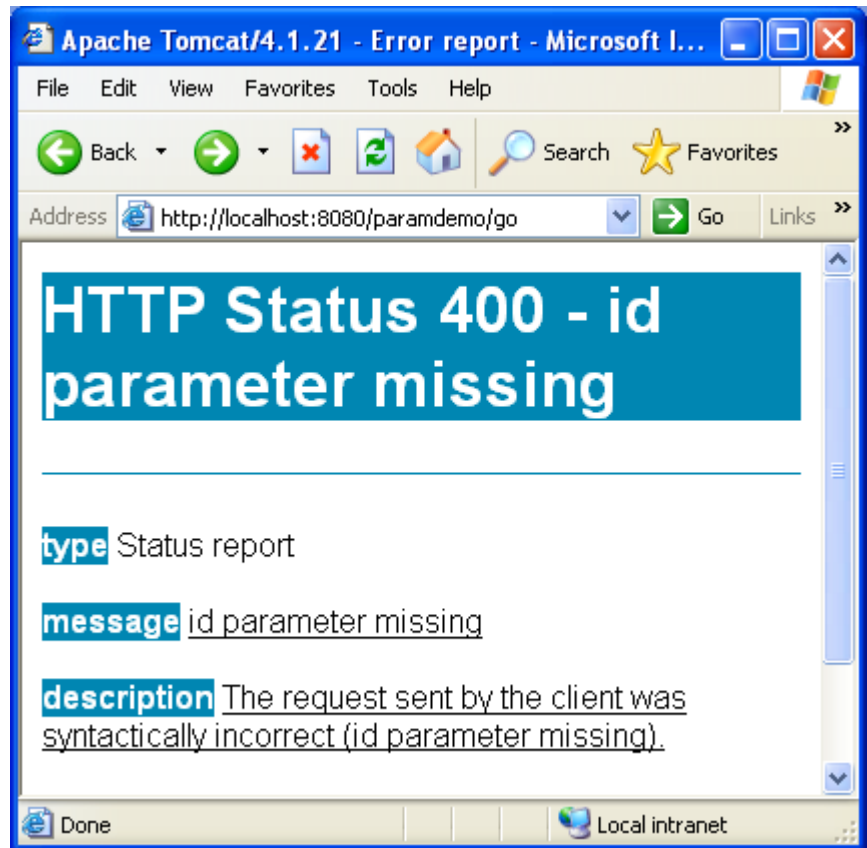 Apache Tomcat/4.1.21 - Error report - Microsoft I...
File Edit View Favorites Tools Help
Back Search Favorites »
Address http://localhost:8080/paramdemo/go Go Links »
HTTP Status 400 - id
parameter missing
type Status report
message id parameter missing
description The request sent by the client was
syntactically incorrect (id parameter missing).
Done Local intranet